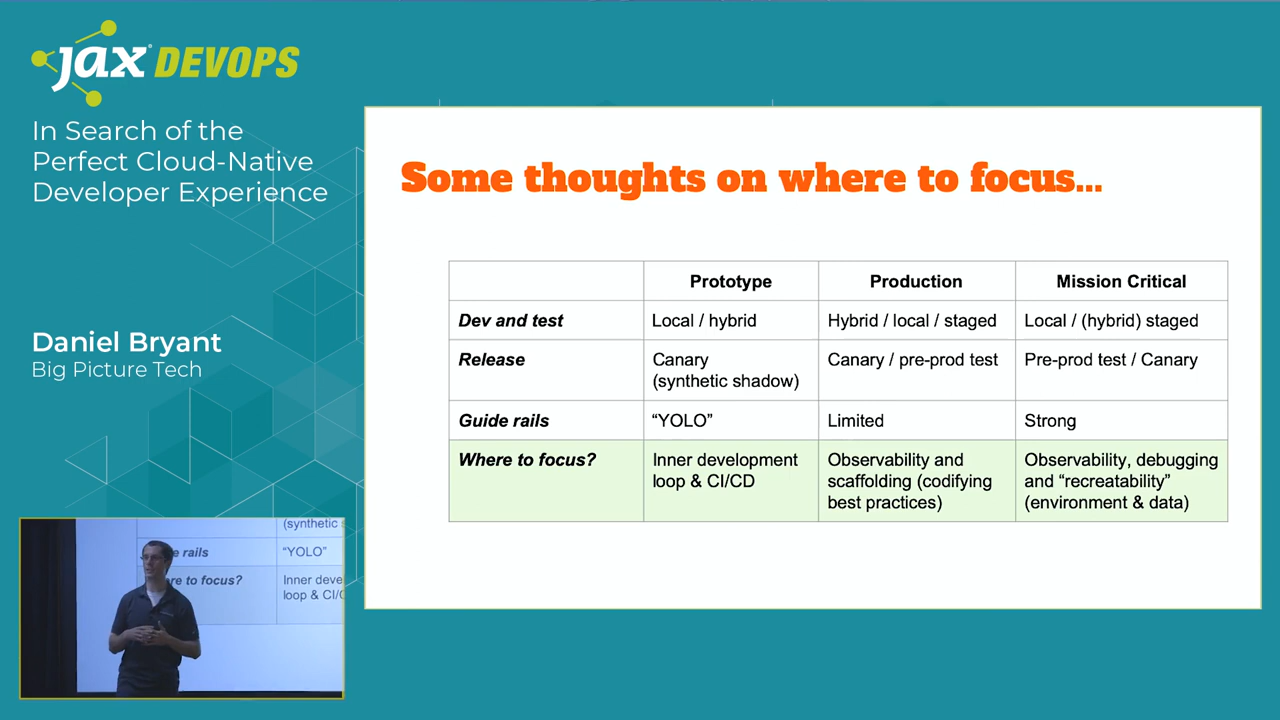 jax DEVOPS
In Search of the
Perfect Cloud-Native
Developer Experience
Daniel Bryant
Big Picture Tech
Some thoughts on where to focus...
Prototype Production Mission Critical
Dev and test Local / hybrid Hybrid / local / staged Local / (hybrid) staged
Release Canary Canary / pre-prod test Pre-prod test / Canary
(synthetic shadow)
Guide rails “YOLO” Limited Strong
Where to focus? Inner development Observability and Observability, debugging
loop & CI/CD scaffolding (codifying and “recreatability”
best practices) (environment & data)
(synthetic
rails “YOLO”
to focus? Inner deve
loop & CI/C